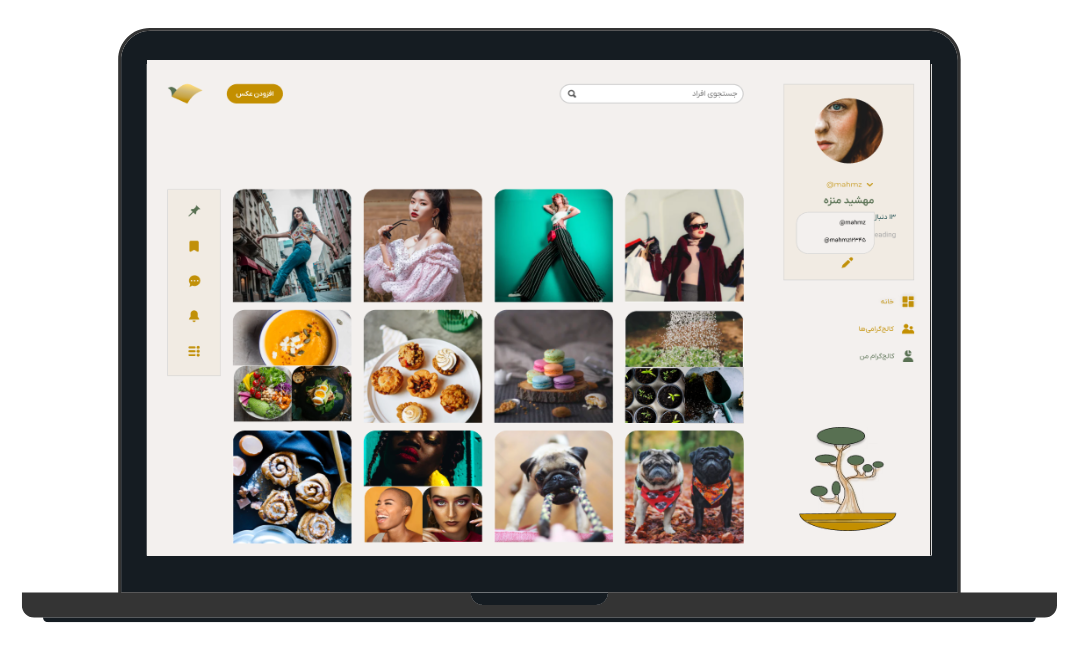 افزودن عکس
جستجوی افراد
@mahmz
مهشید منزه
۱۳ دنبال
@mahmz
eading
@mahmz۱۲۳۴۵
خانه
کالج‌گرامی‌ها
کالج‌گرام من